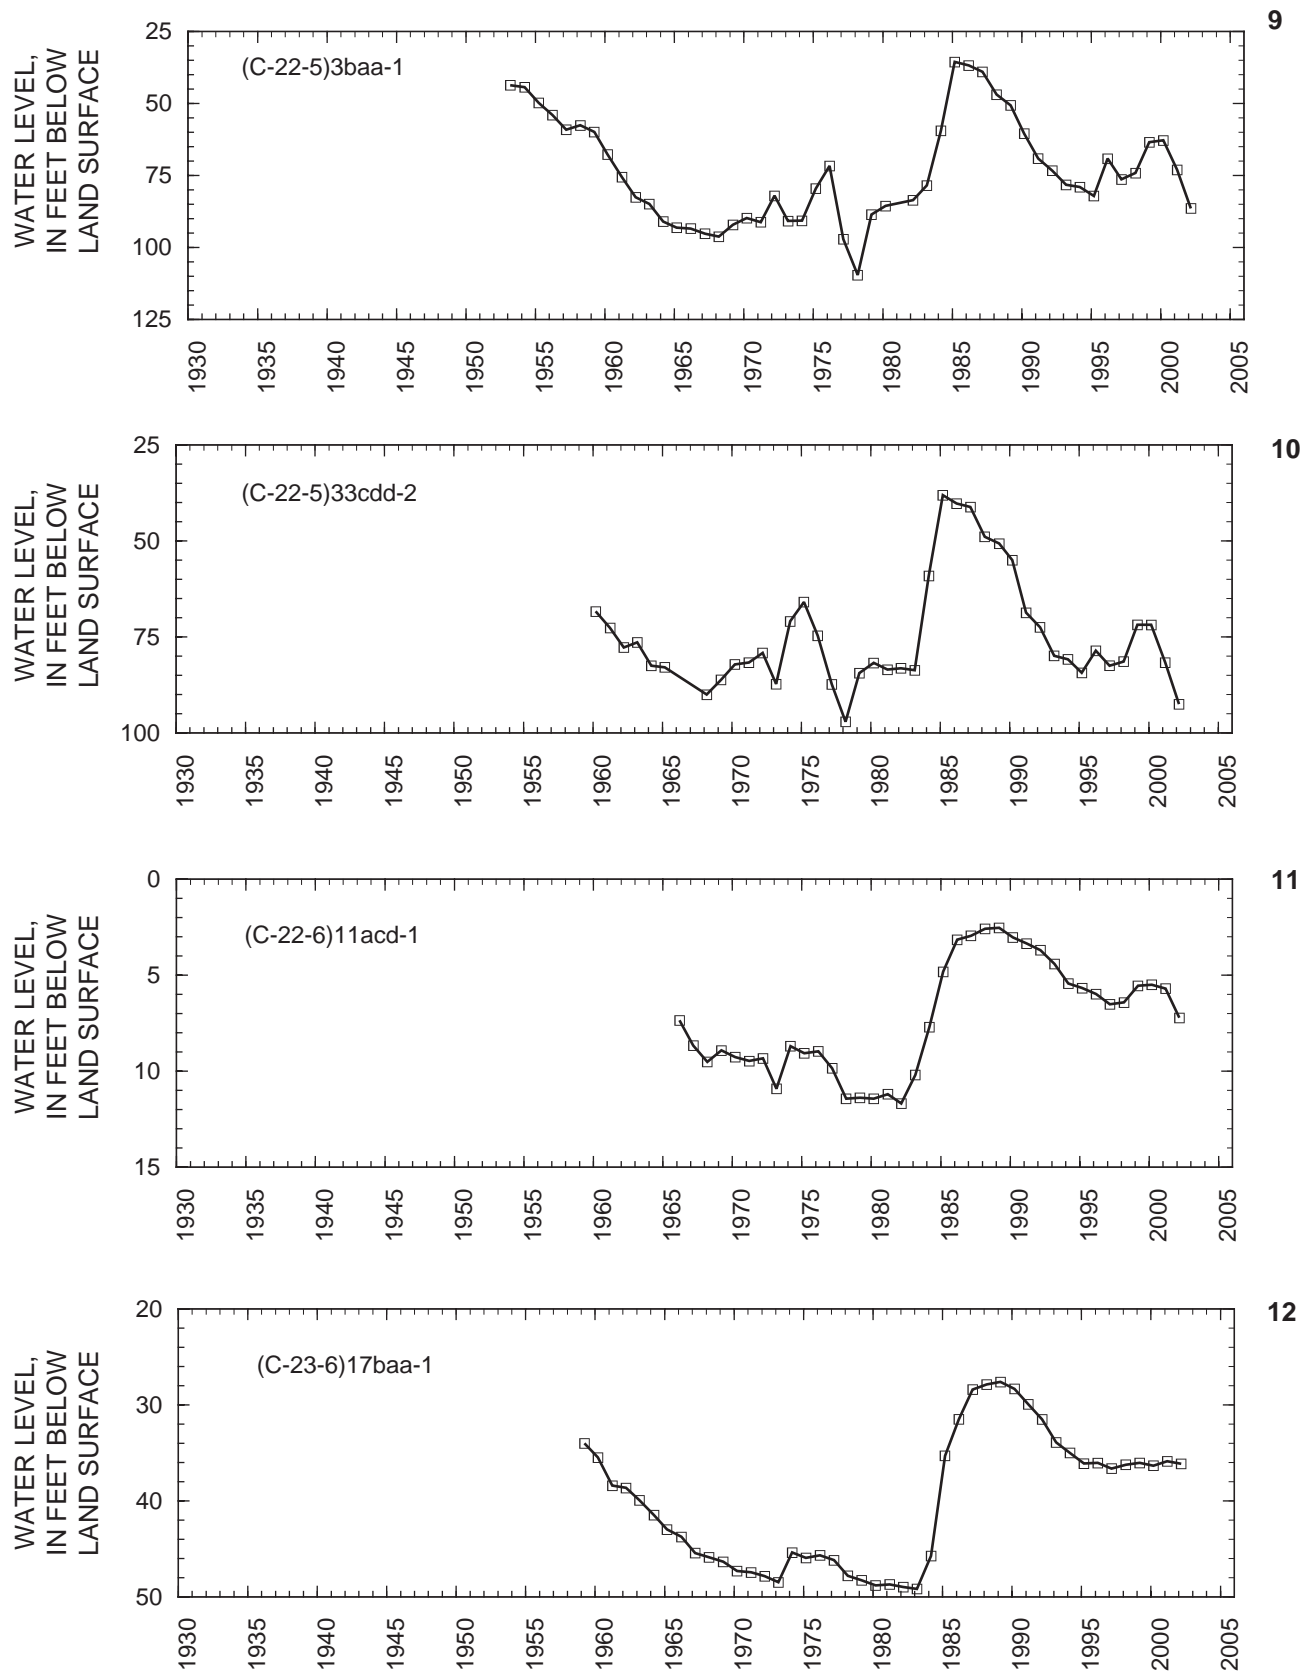 9
WATER LEVEL,
IN FEET BELOW
LAND SURFACE
(C-22-5)3baa-1
25
50
75
100
125
1930 1935 1940 1945 1950 1955 1960 1965 1970 1975 1980 1985 1990 1995 2000 2005
10
WATER LEVEL,
IN FEET BELOW
LAND SURFACE
(C-22-5)33cdd-2
25
50
75
100
1930 1935 1940 1945 1950 1955 1960 1965 1970 1975 1980 1985 1990 1995 2000 2005
11
WATER LEVEL,
IN FEET BELOW
LAND SURFACE
(C-22-6)11acd-1
0
5
10
15
1930 1935 1940 1945 1950 1955 1960 1965 1970 1975 1980 1985 1990 1995 2000 2005
12
WATER LEVEL,
IN FEET BELOW
LAND SURFACE
(C-23-6)17baa-1
20
30
40
50
1930 1935 1940 1945 1950 1955 1960 1965 1970 1975 1980 1985 1990 1995 2000 2005